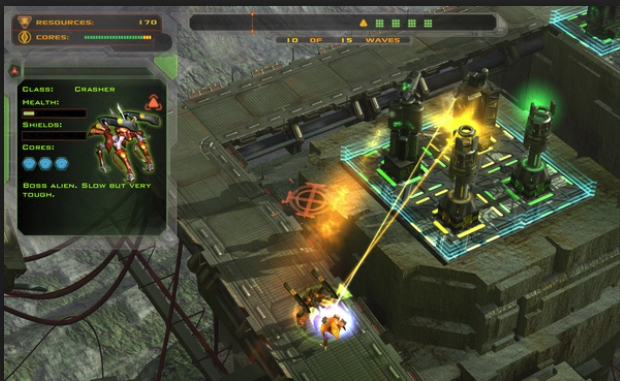 RESOURCES: 170
CORES:
10 OF 15 WAVES
CLASS: CRASHER
HEALTH:
SHIELDS:
CORES:
BOSS ALIEN. SLOW BUT VERY
TOUGH.